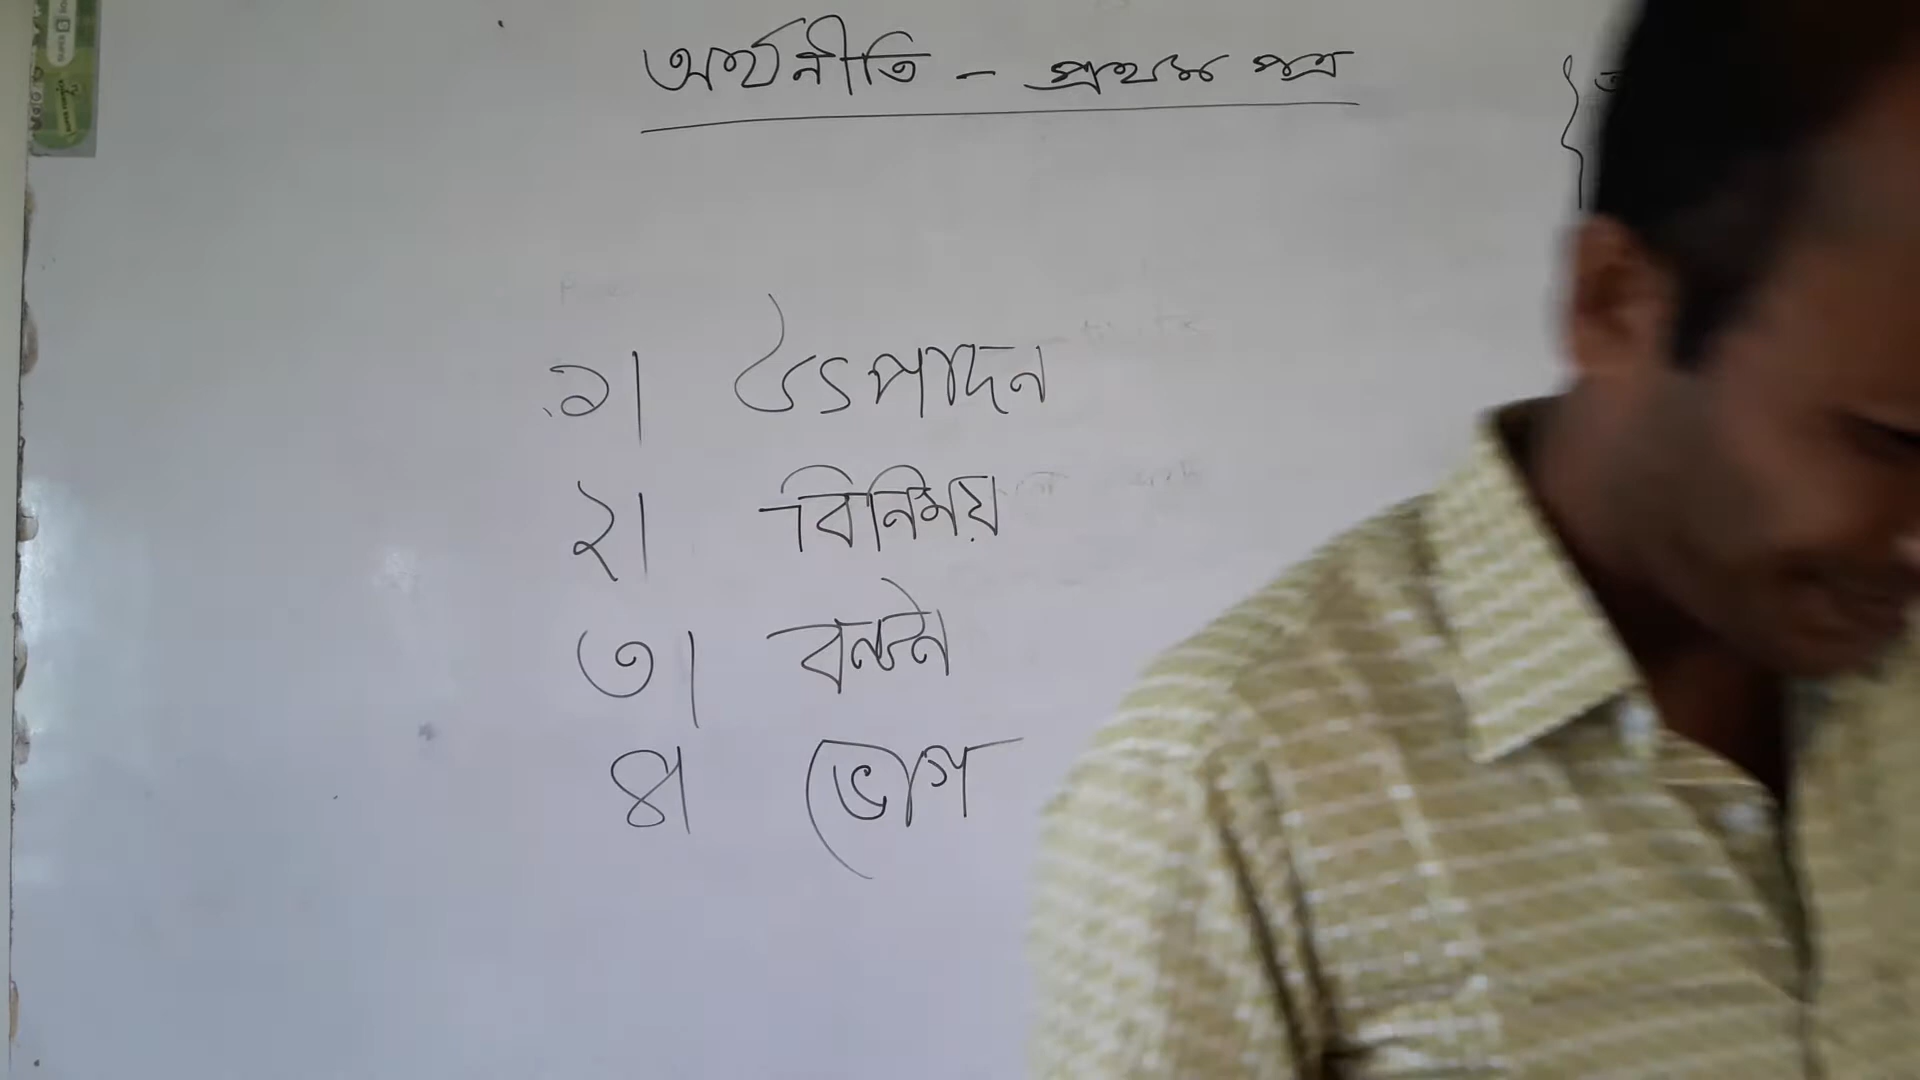 অর্থনীতি - প্রথম পত্র
১। উৎপাদন
২। বিনিময়
৩। বন্টন
৪। ভোগ